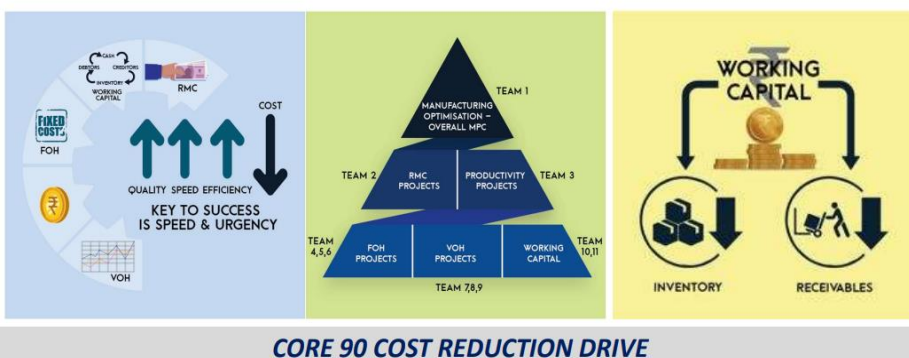 CASH
DEBTORS
CREDITORS
INVENTORY
WORKING
CAPITAL
RMC
FIXED
COSTS
FOH
₹
VOH
COST
QUALITY SPEED EFFICIENCY
KEY TO SUCCESS
IS SPEED & URGENCY
TEAM 1
MANUFACTURING
OPTIMISATION –
OVERALL MPC
TEAM 2
RMC
PROJECTS
PRODUCTIVITY
PROJECTS
TEAM 3
TEAM
4,5,6
FOH
PROJECTS
VOH
PROJECTS
WORKING
CAPITAL
TEAM
10,11
TEAM 7,8,9
₹
WORKING
CAPITAL
₹
INVENTORY
RECEIVABLES
CORE 90 COST REDUCTION DRIVE